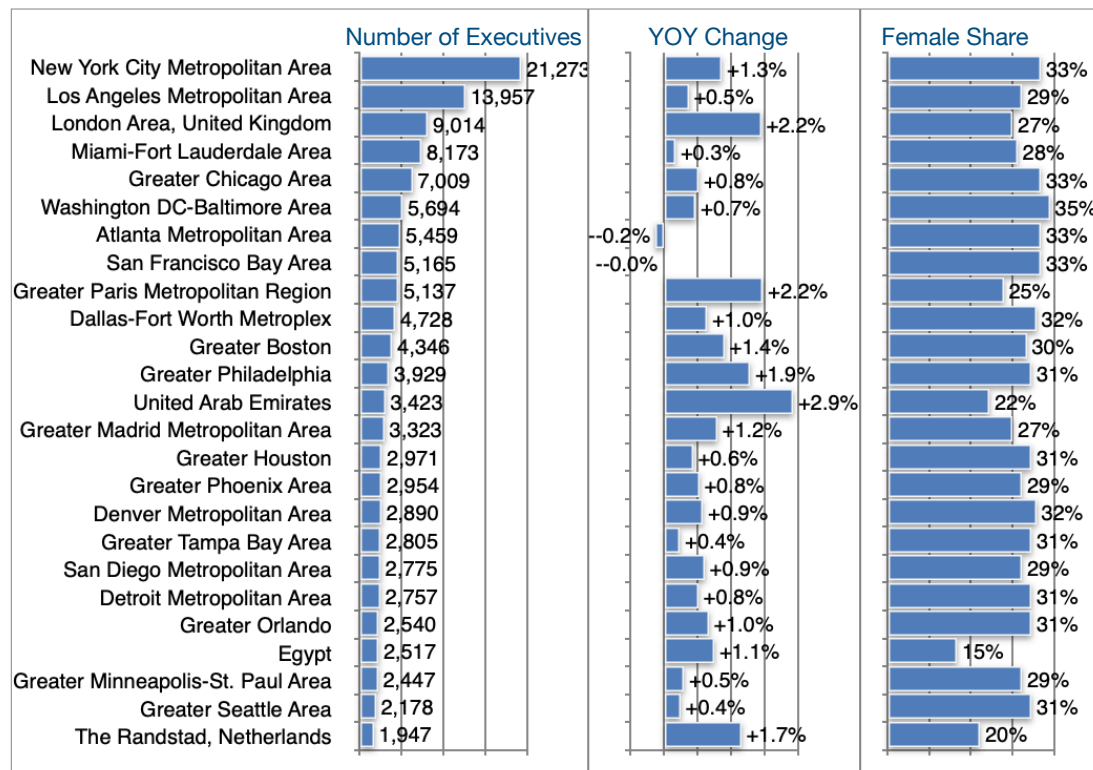 Number of Executives YOY Change Female Share
New York City Metropolitan Area 21,273 +1.3% 33%
Los Angeles Metropolitan Area 13,957 +0.5% 29%
London Area, United Kingdom 9,014 +2.2% 27%
Miami-Fort Lauderdale Area 8,173 +0.3% 28%
Greater Chicago Area 7,009 +0.8% 33%
Washington DC-Baltimore Area 5,694 +0.7% 35%
Atlanta Metropolitan Area 5,459 --0.2% 33%
San Francisco Bay Area 5,165 --0.0% 33%
Greater Paris Metropolitan Region 5,137 +2.2% 25%
Dallas-Fort Worth Metroplex 4,728 +1.0% 32%
Greater Boston 4,346 +1.4% 30%
Greater Philadelphia 3,929 +1.9% 31%
United Arab Emirates 3,423 +2.9% 22%
Greater Madrid Metropolitan Area 3,323 +1.2% 27%
Greater Houston 2,971 +0.6% 31%
Greater Phoenix Area 2,954 +0.8% 29%
Denver Metropolitan Area 2,890 +0.9% 32%
Greater Tampa Bay Area 2,805 +0.4% 31%
San Diego Metropolitan Area 2,775 +0.9% 29%
Detroit Metropolitan Area 2,757 +0.8% 31%
Greater Orlando 2,540 +1.0% 31%
Egypt 2,517 +1.1% 15%
Greater Minneapolis-St. Paul Area 2,447 +0.5% 29%
Greater Seattle Area 2,178 +0.4% 31%
The Randstad, Netherlands 1,947 +1.7% 20%